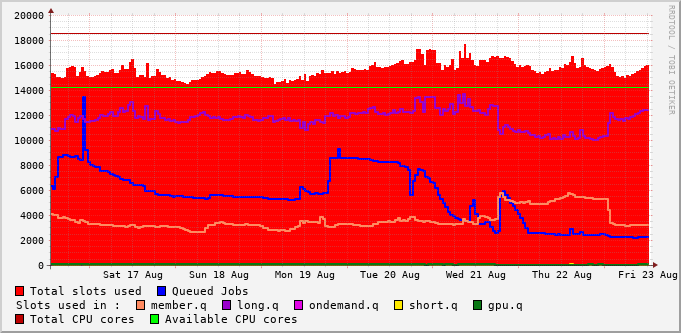 20000
18000
16000
14000
12000
10000
8000
6000
4000
2000
0
Sat 17 Aug Sun 18 Aug Mon 19 Aug Tue 20 Aug Wed 21 Aug Thu 22 Aug Fri 23 Aug
Total slots used Queued Jobs
Slots used in : member.q long.q ondemand.q short.q gpu.q
Total CPU cores Available CPU cores
RRDTOOL / TOBI OETIKER